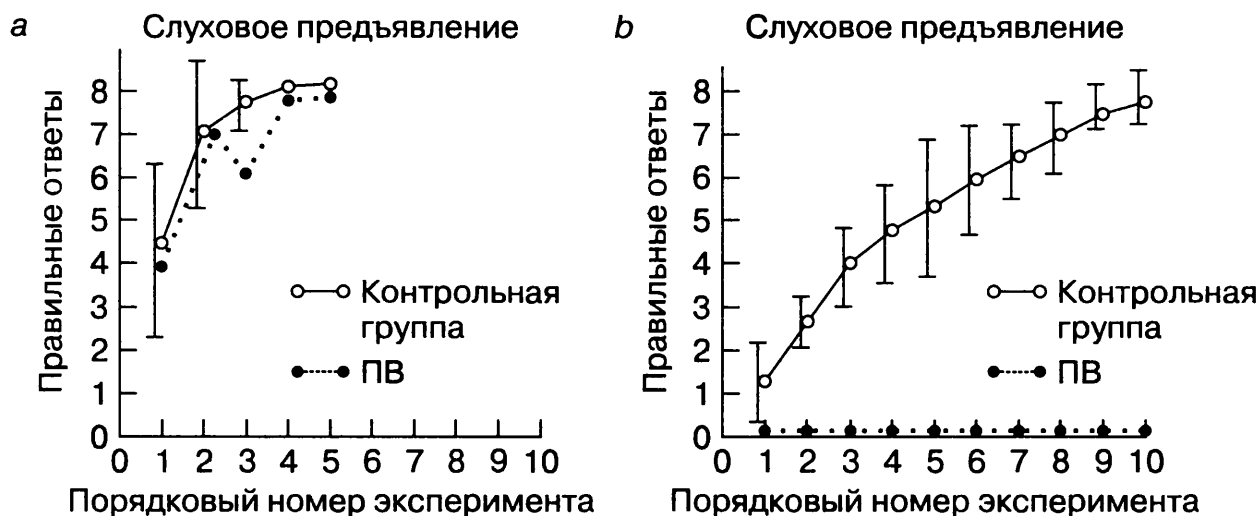 a Слуховое предъявление
Правильные ответы
8
7
6
5
4
3
2
1
0
Контрольная
группа
ПВ
0 1 2 3 4 5 6 7 8 9 10
Порядковый номер эксперимента
b Слуховое предъявление
Правильные ответы
8
7
6
5
4
3
2
1
0
Контрольная
группа
ПВ
0 1 2 3 4 5 6 7 8 9 10
Порядковый номер эксперимента